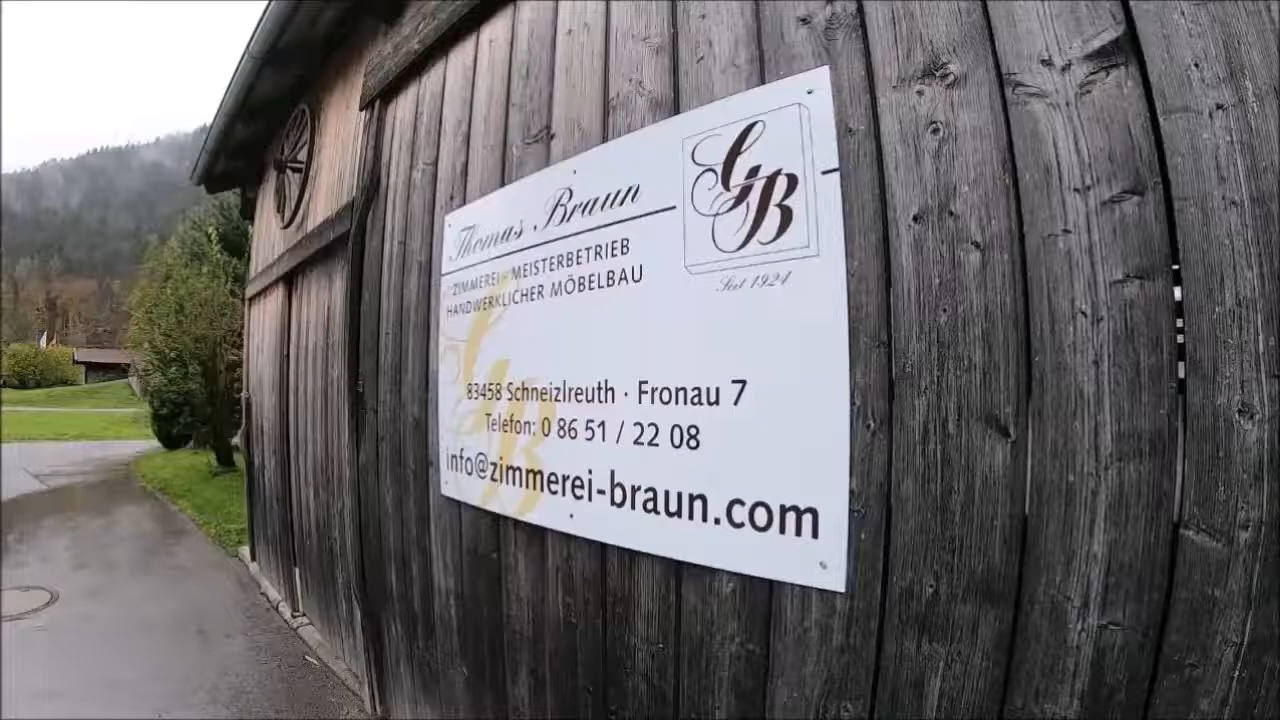 Thomas Braun
ZIMMEREI - MEISTERBETRIEB
HANDWERKLICHER MÖBELBAU
GB
Seit 1924
83458 Schneizlreuth · Fronau 7
Telefon: 0 86 51 / 22 08
info@zimmerei-braun.com